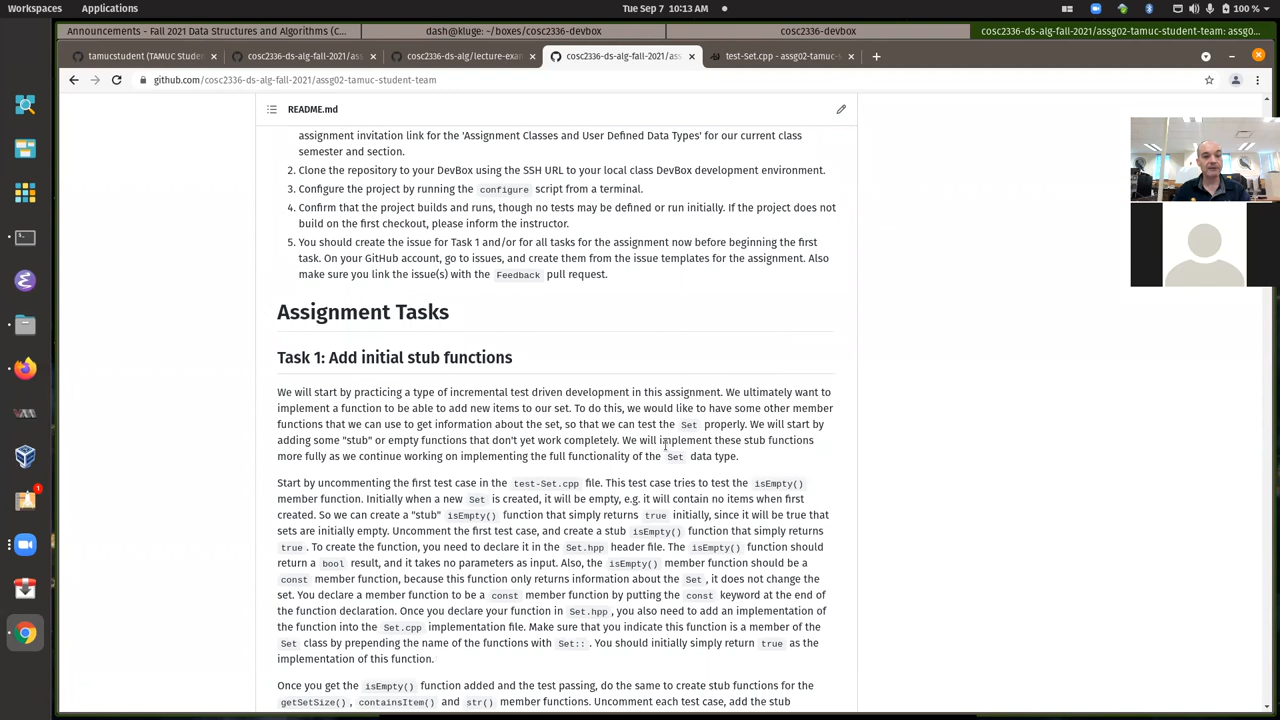 Workspaces Applications Tue Sep 7 10:13 AM 100 %
Announcements - Fall 2021 Data Structures and Algorithms (C... dash@kluge:~/boxes/cosc2336-devbox cosc2336-devbox cosc2336-ds-alg-fall-2021/assg02-tamuc-student-team: assg0...
tamucstudent (TAMUC Studen cosc2336-ds-alg-fall-2021/ass cosc2336-ds-alg/lecture-exan cosc2336-ds-alg-fall-2021/ass test-Set.cpp - assg02-tamuc-s
github.com/cosc2336-ds-alg-fall-2021/assg02-tamuc-student-team
README.md
assignment invitation link for the 'Assignment Classes and User Defined Data Types' for our current class
semester and section.
2. Clone the repository to your DevBox using the SSH URL to your local class DevBox development environment.
3. Configure the project by running the configure script from a terminal.
4. Confirm that the project builds and runs, though no tests may be defined or run initially. If the project does not
build on the first checkout, please inform the instructor.
5. You should create the issue for Task 1 and/or for all tasks for the assignment now before beginning the first
task. On your GitHub account, go to issues, and create them from the issue templates for the assignment. Also
make sure you link the issue(s) with the Feedback pull request.
Assignment Tasks
Task 1: Add initial stub functions
We will start by practicing a type of incremental test driven development in this assignment. We ultimately want to
implement a function to be able to add new items to our set. To do this, we would like to have some other member
functions that we can use to get information about the set, so that we can test the Set properly. We will start by
adding some "stub" or empty functions that don't yet work completely. We will implement these stub functions
more fully as we continue working on implementing the full functionality of the Set data type.
Start by uncommenting the first test case in the test-Set.cpp file. This test case tries to test the isEmpty()
member function. Initially when a new Set is created, it will be empty, e.g. it will contain no items when first
created. So we can create a "stub" isEmpty() function that simply returns true initially, since it will be true that
sets are initially empty. Uncomment the first test case, and create a stub isEmpty() function that simply returns
true . To create the function, you need to declare it in the Set.hpp header file. The isEmpty() function should
return a bool result, and it takes no parameters as input. Also, the isEmpty() member function should be a
const member function, because this function only returns information about the Set , it does not change the
set. You declare a member function to be a const member function by putting the const keyword at the end of
the function declaration. Once you declare your function in Set.hpp , you also need to add an implementation of
the function into the Set.cpp implementation file. Make sure that you indicate this function is a member of the
Set class by prepending the name of the functions with Set:: . You should initially simply return true as the
implementation of this function.
Once you get the isEmpty() function added and the test passing, do the same to create stub functions for the
getSetSize() , containsItem() and str() member functions. Uncomment each test case, add the stub